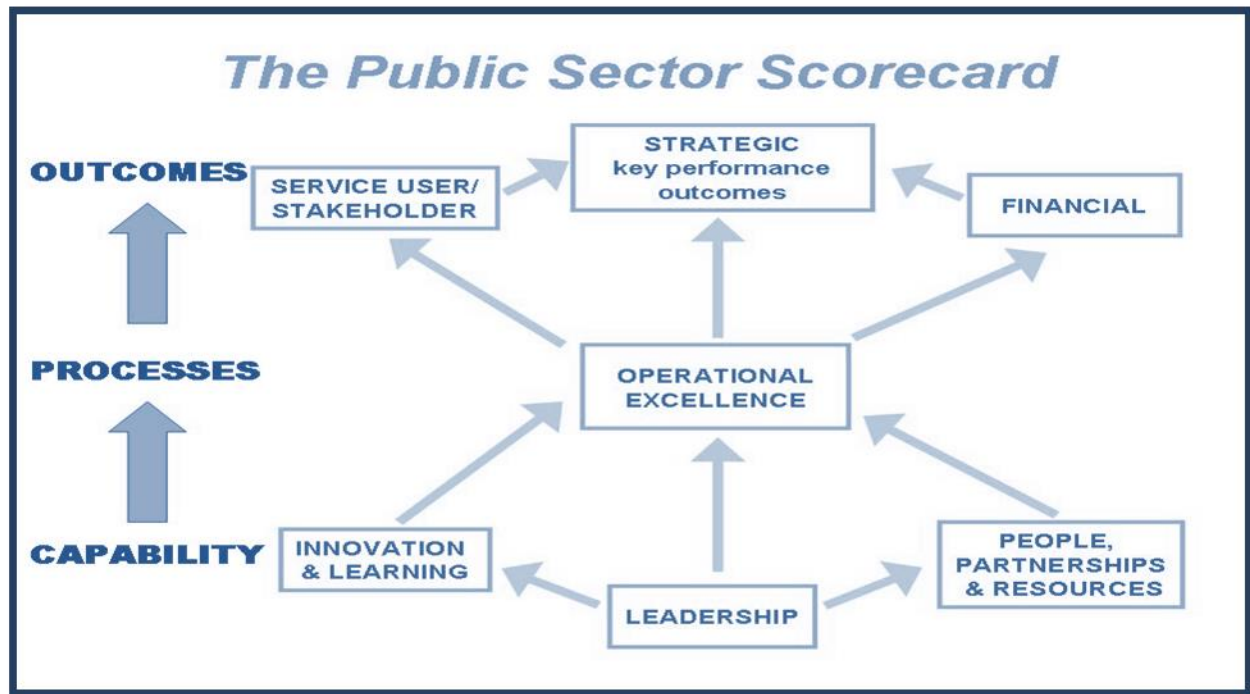 The Public Sector Scorecard
OUTCOMES
SERVICE USER/
STAKEHOLDER
STRATEGIC
key performance
outcomes
FINANCIAL
PROCESSES
OPERATIONAL
EXCELLENCE
CAPABILITY
INNOVATION
& LEARNING
LEADERSHIP
PEOPLE,
PARTNERSHIPS
& RESOURCES